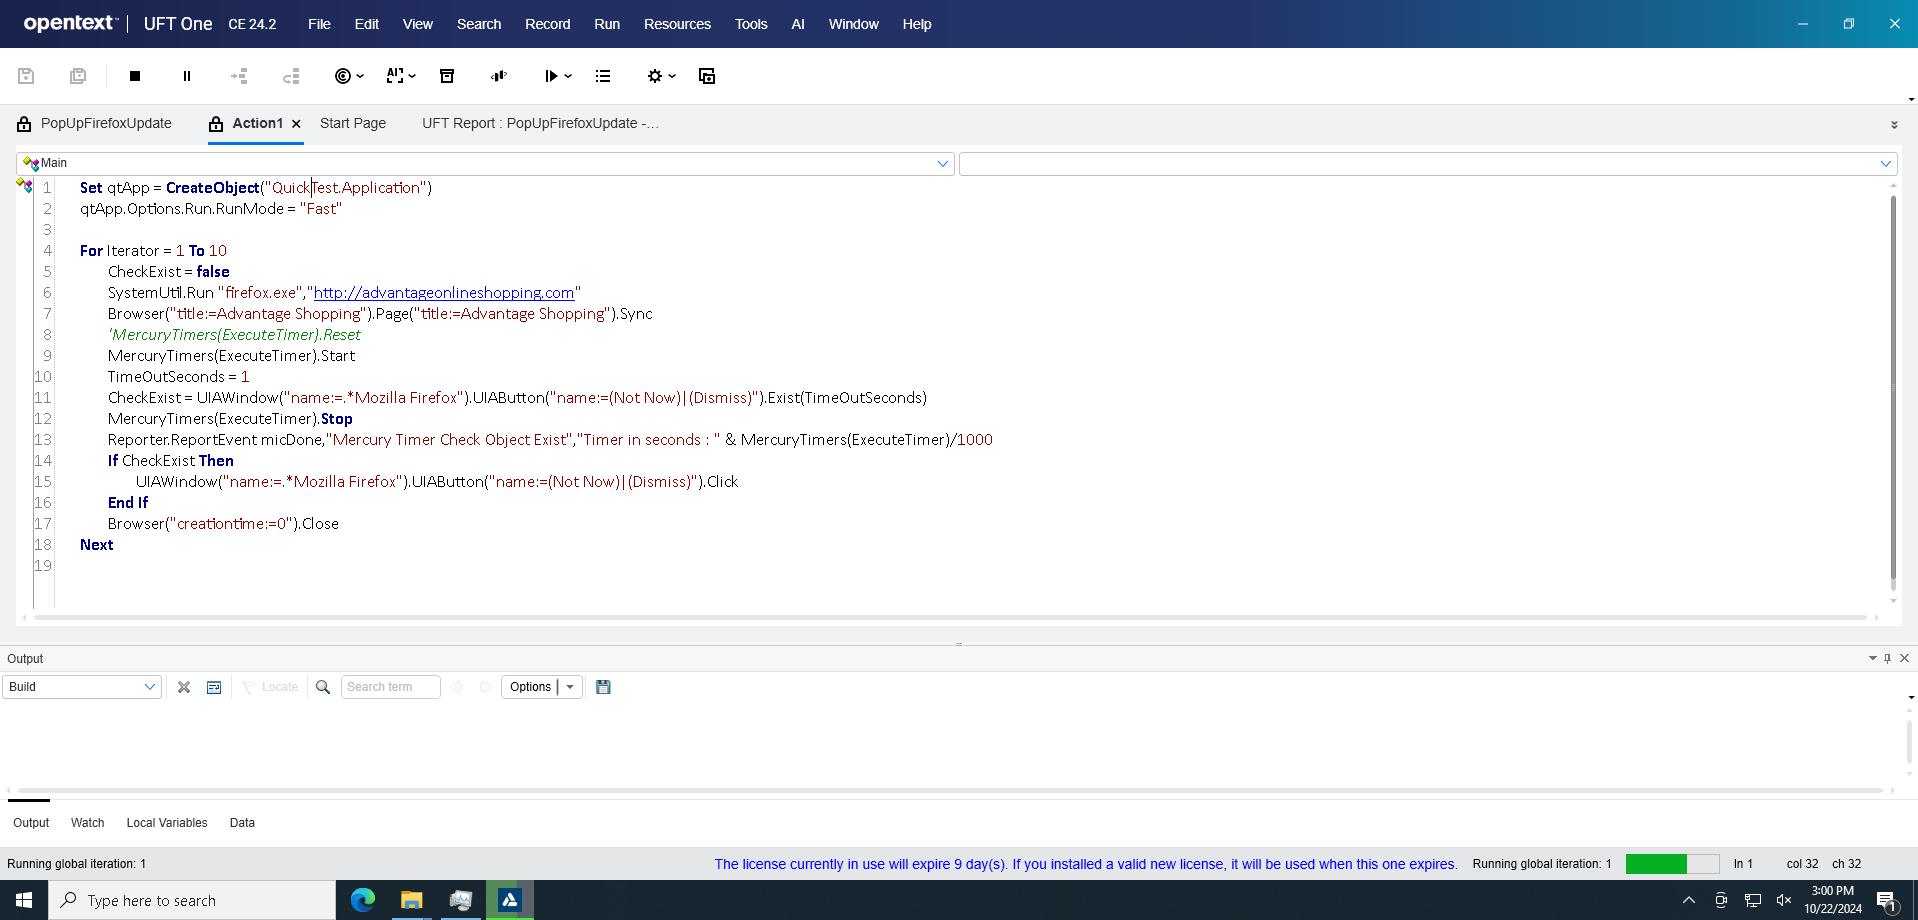 opentext™ | UFT One CE 24.2 File Edit View Search Record Run Resources Tools AI Window Help
PopUpFirefoxUpdate Action1 Start Page UFT Report : PopUpFirefoxUpdate -...
Main
1 Set qtApp = CreateObject("QuickTest.Application")
2 qtApp.Options.Run.RunMode = "Fast"
3
4 For Iterator = 1 To 10
5 CheckExist = false
6 SystemUtil.Run "firefox.exe","http://advantageonlineshopping.com"
7 Browser("title:=Advantage Shopping").Page("title:=Advantage Shopping").Sync
8 'MercuryTimers(ExecuteTimer).Reset
9 MercuryTimers(ExecuteTimer).Start
10 TimeOutSeconds = 1
11 CheckExist = UIAWindow("name:=.*Mozilla Firefox").UIAButton("name:=(Not Now)|(Dismiss)").Exist(TimeOutSeconds)
12 MercuryTimers(ExecuteTimer).Stop
13 Reporter.ReportEvent micDone,"Mercury Timer Check Object Exist","Timer in seconds : " & MercuryTimers(ExecuteTimer)/1000
14 If CheckExist Then
15 UIAWindow("name:=.*Mozilla Firefox").UIAButton("name:=(Not Now)|(Dismiss)").Click
16 End If
17 Browser("creationtime:=0").Close
18 Next
19
Output
Build Locate Search term Options
Output Watch Local Variables Data
Running global iteration: 1 The license currently in use will expire 9 day(s). If you installed a valid new license, it will be used when this one expires. Running global iteration: 1 ln 1 col 32 ch 32
Type here to search
3:00 PM
10/22/2024
1